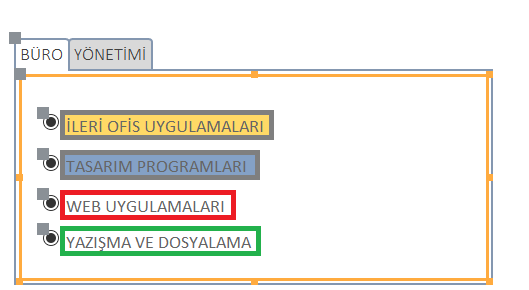 BÜRO YÖNETİMİ
İLERİ OFİS UYGULAMALARI
TASARIM PROGRAMLARI
WEB UYGULAMALARI
YAZIŞMA VE DOSYALAMA